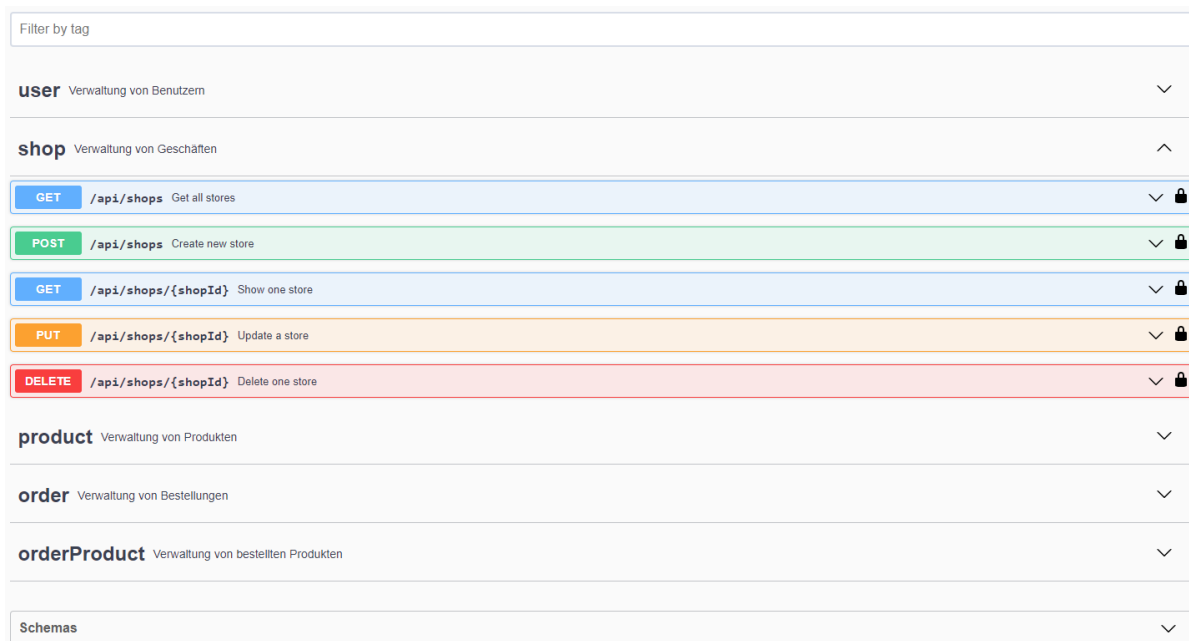 Filter by tag
user Verwaltung von Benutzern
shop Verwaltung von Geschäften
GET /api/shops Get all stores
POST /api/shops Create new store
GET /api/shops/{shopId} Show one store
PUT /api/shops/{shopId} Update a store
DELETE /api/shops/{shopId} Delete one store
product Verwaltung von Produkten
order Verwaltung von Bestellungen
orderProduct Verwaltung von bestellten Produkten
Schemas